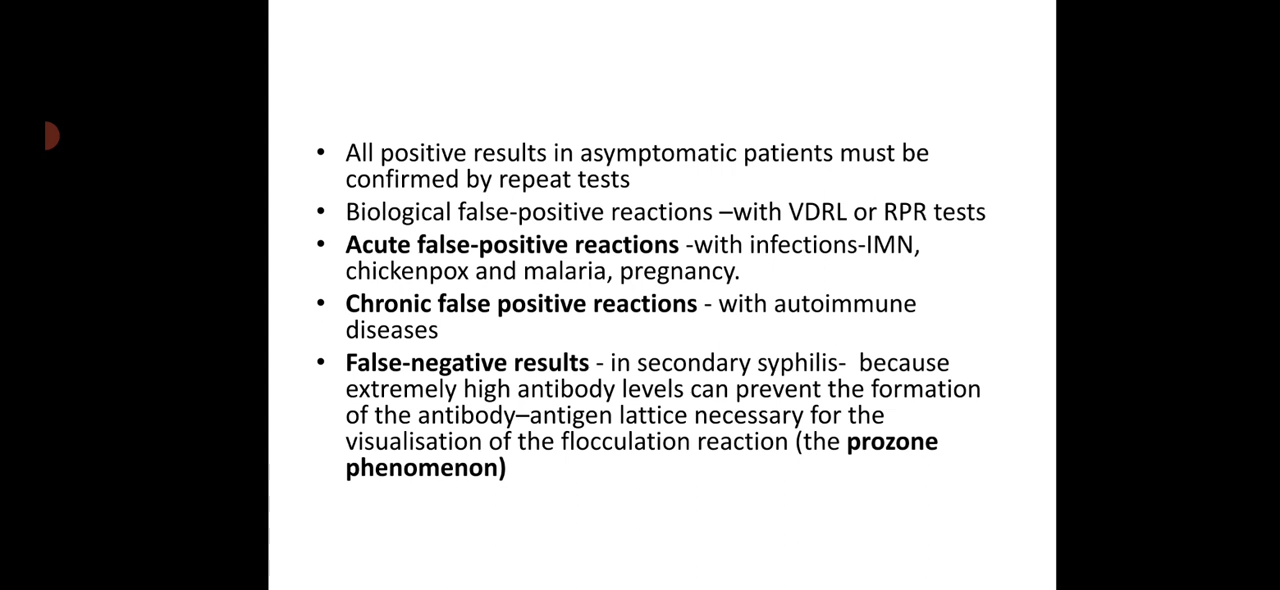 • All positive results in asymptomatic patients must be
confirmed by repeat tests
• Biological false-positive reactions –with VDRL or RPR tests
• Acute false-positive reactions -with infections-IMN,
chickenpox and malaria, pregnancy.
• Chronic false positive reactions - with autoimmune
diseases
• False-negative results - in secondary syphilis-  because
extremely high antibody levels can prevent the formation
of the antibody–antigen lattice necessary for the
visualisation of the flocculation reaction (the prozone
phenomenon)